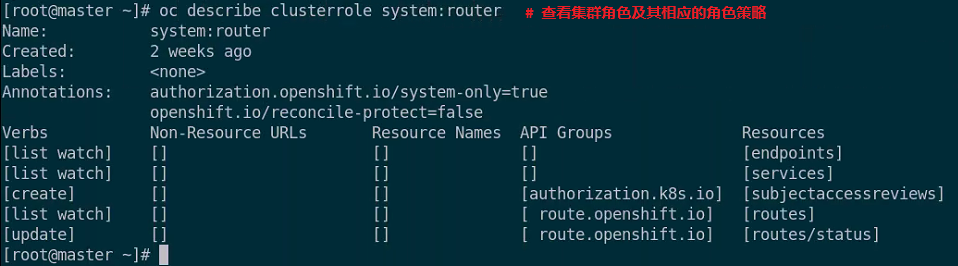 [root@master ~]# oc describe clusterrole system:router # 查看集群角色及其相应的角色策略
Name: system:router
Created: 2 weeks ago
Labels: <none>
Annotations: authorization.openshift.io/system-only=true
openshift.io/reconcile-protect=false
Verbs Non-Resource URLs Resource Names API Groups Resources
[list watch] [] [] [] [endpoints]
[list watch] [] [] [] [services]
[create] [] [] [authorization.k8s.io] [subjectaccessreviews]
[list watch] [] [] [ route.openshift.io] [routes]
[update] [] [] [ route.openshift.io] [routes/status]
[root@master ~]#